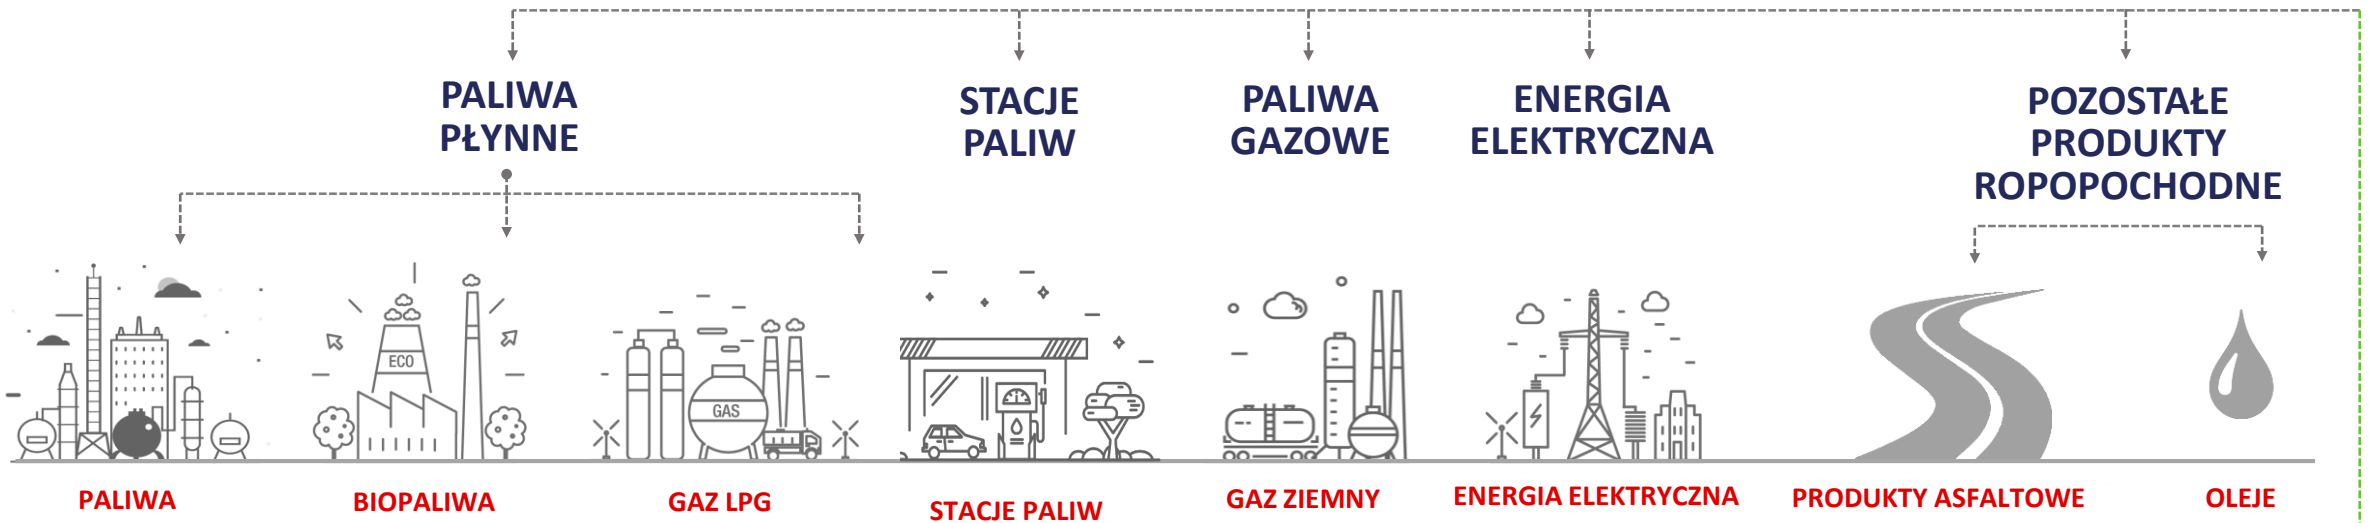 PALIWA
PŁYNNE
STACJE
PALIW
PALIWA
GAZOWE
ENERGIA
ELEKTRYCZNA
POZOSTAŁE
PRODUKTY
ROPOPOCHODNE
ECO
GAS
PALIWA
BIOPALIWA
GAZ LPG
STACJE PALIW
GAZ ZIEMNY
ENERGIA ELEKTRYCZNA
PRODUKTY ASFALTOWE
OLEJE